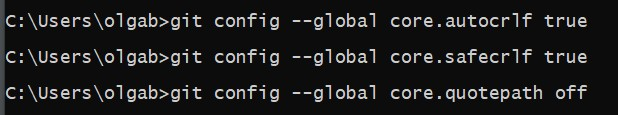 C:\Users\olgab>git config --global core.autocrlf true
C:\Users\olgab>git config --global core.safecrlf true
C:\Users\olgab>git config --global core.quotepath off